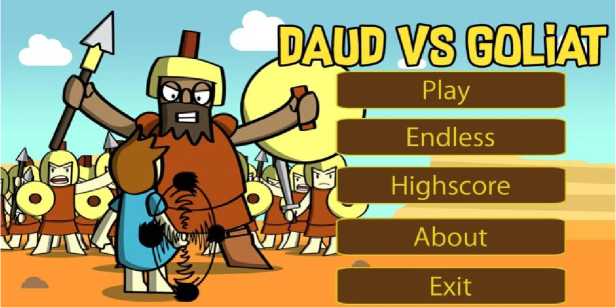 DAUD VS GOLiAT
Play
Endless
Highscore
About
Exit